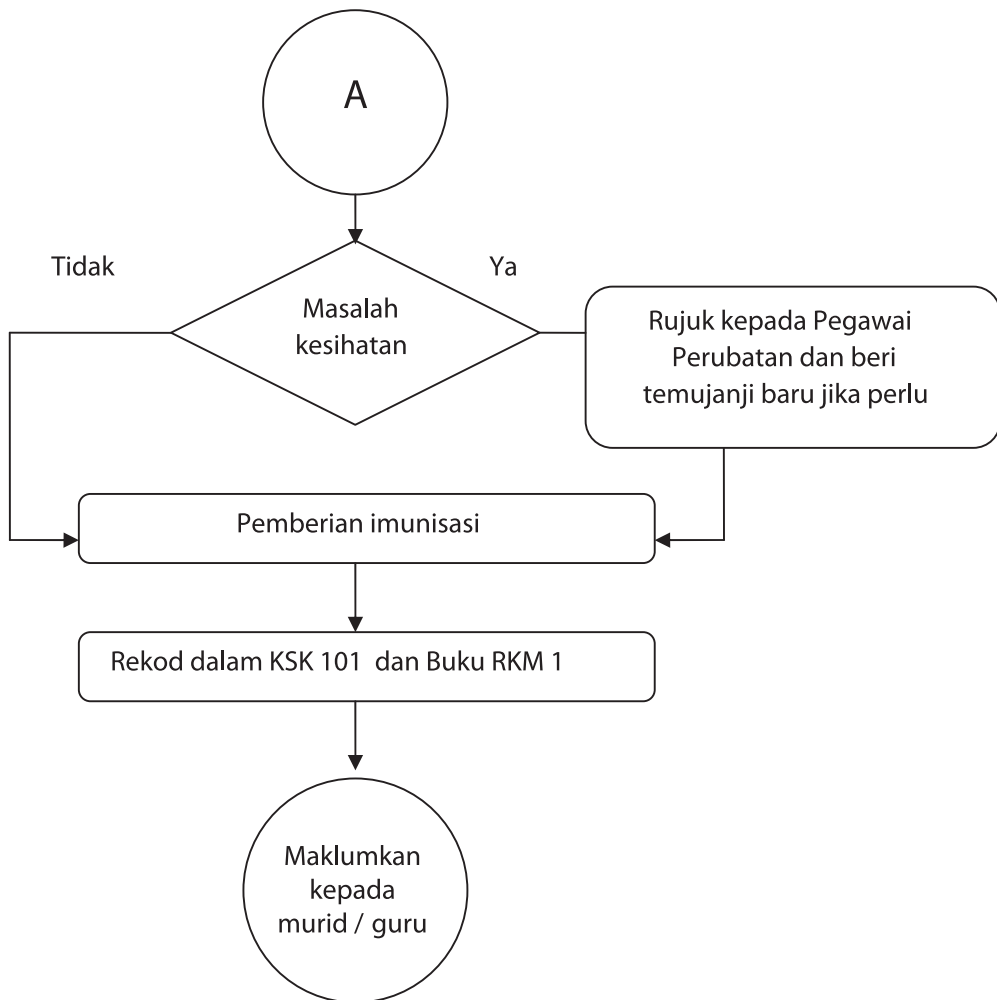 A
Tidak
Ya
Masalah
kesihatan
Rujuk kepada Pegawai
Perubatan dan beri
temujanji baru jika perlu
Pemberian imunisasi
Rekod dalam KSK 101 dan Buku RKM 1
Maklumkan
kepada
murid / guru